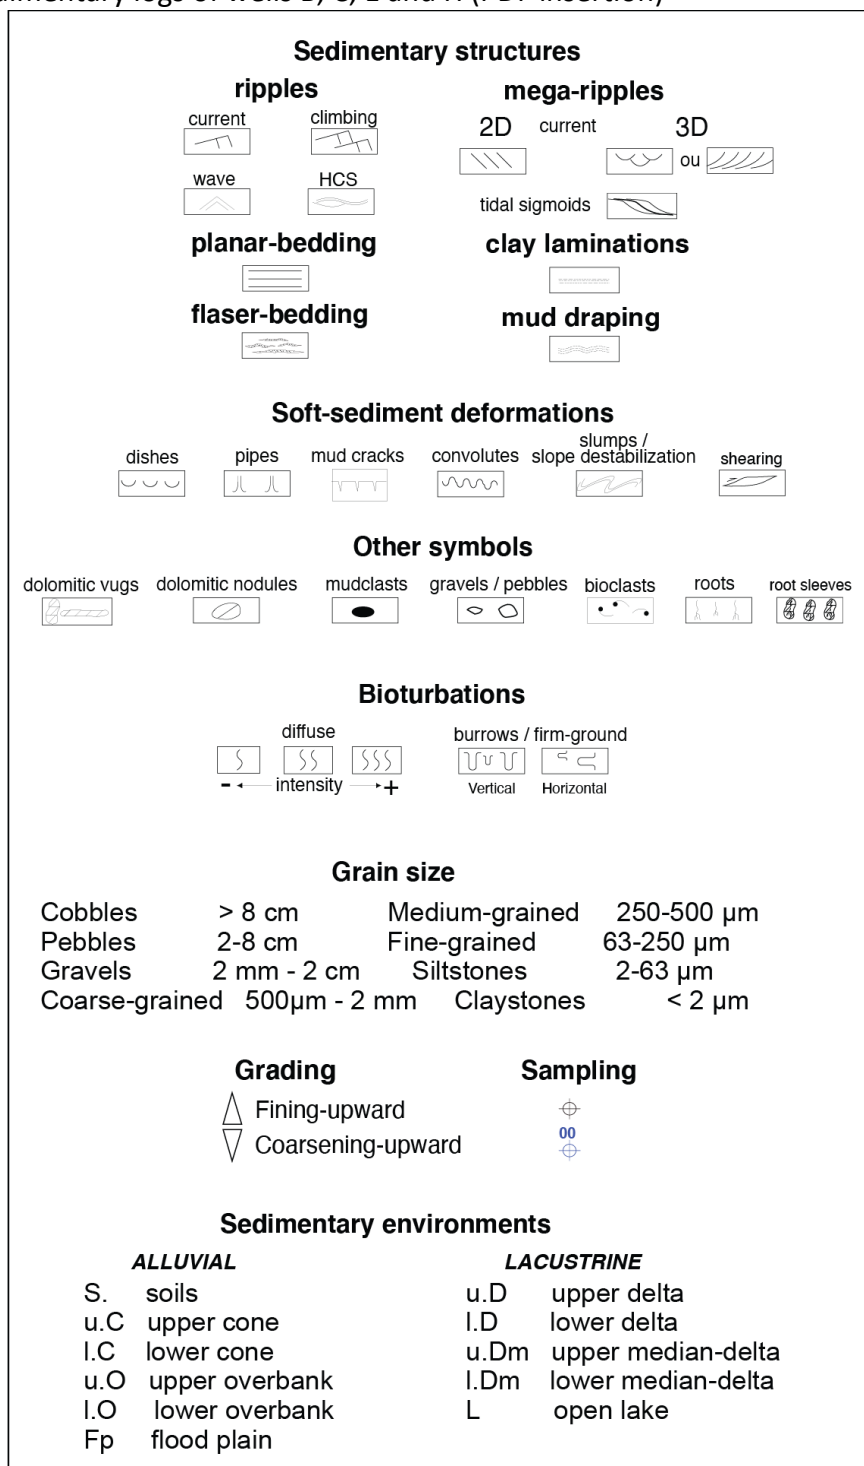 Sedimentary structures
ripples mega-ripples
current climbing 2D current 3D
ou
wave HCS
tidal sigmoids
planar-bedding clay laminations
flaser-bedding mud draping
Soft-sediment deformations
slumps /
dishes pipes mud cracks convolutes slope destabilization shearing
Other symbols
dolomitic vugs dolomitic nodules mudclasts gravels / pebbles bioclasts roots root sleeves
Bioturbations
diffuse burrows / firm-ground
- intensity + Vertical Horizontal
Grain size
Cobbles > 8 cm Medium-grained 250-500 µm
Pebbles 2-8 cm Fine-grained 63-250 µm
Gravels 2 mm - 2 cm Siltstones 2-63 µm
Coarse-grained 500µm - 2 mm Claystones < 2 µm
Grading Sampling
Fining-upward
00
Coarsening-upward
Sedimentary environments
ALLUVIAL LACUSTRINE
S. soils u.D upper delta
u.C upper cone l.D lower delta
l.C lower cone u.Dm upper median-delta
u.O upper overbank l.Dm lower median-delta
l.O lower overbank L open lake
Fp flood plain